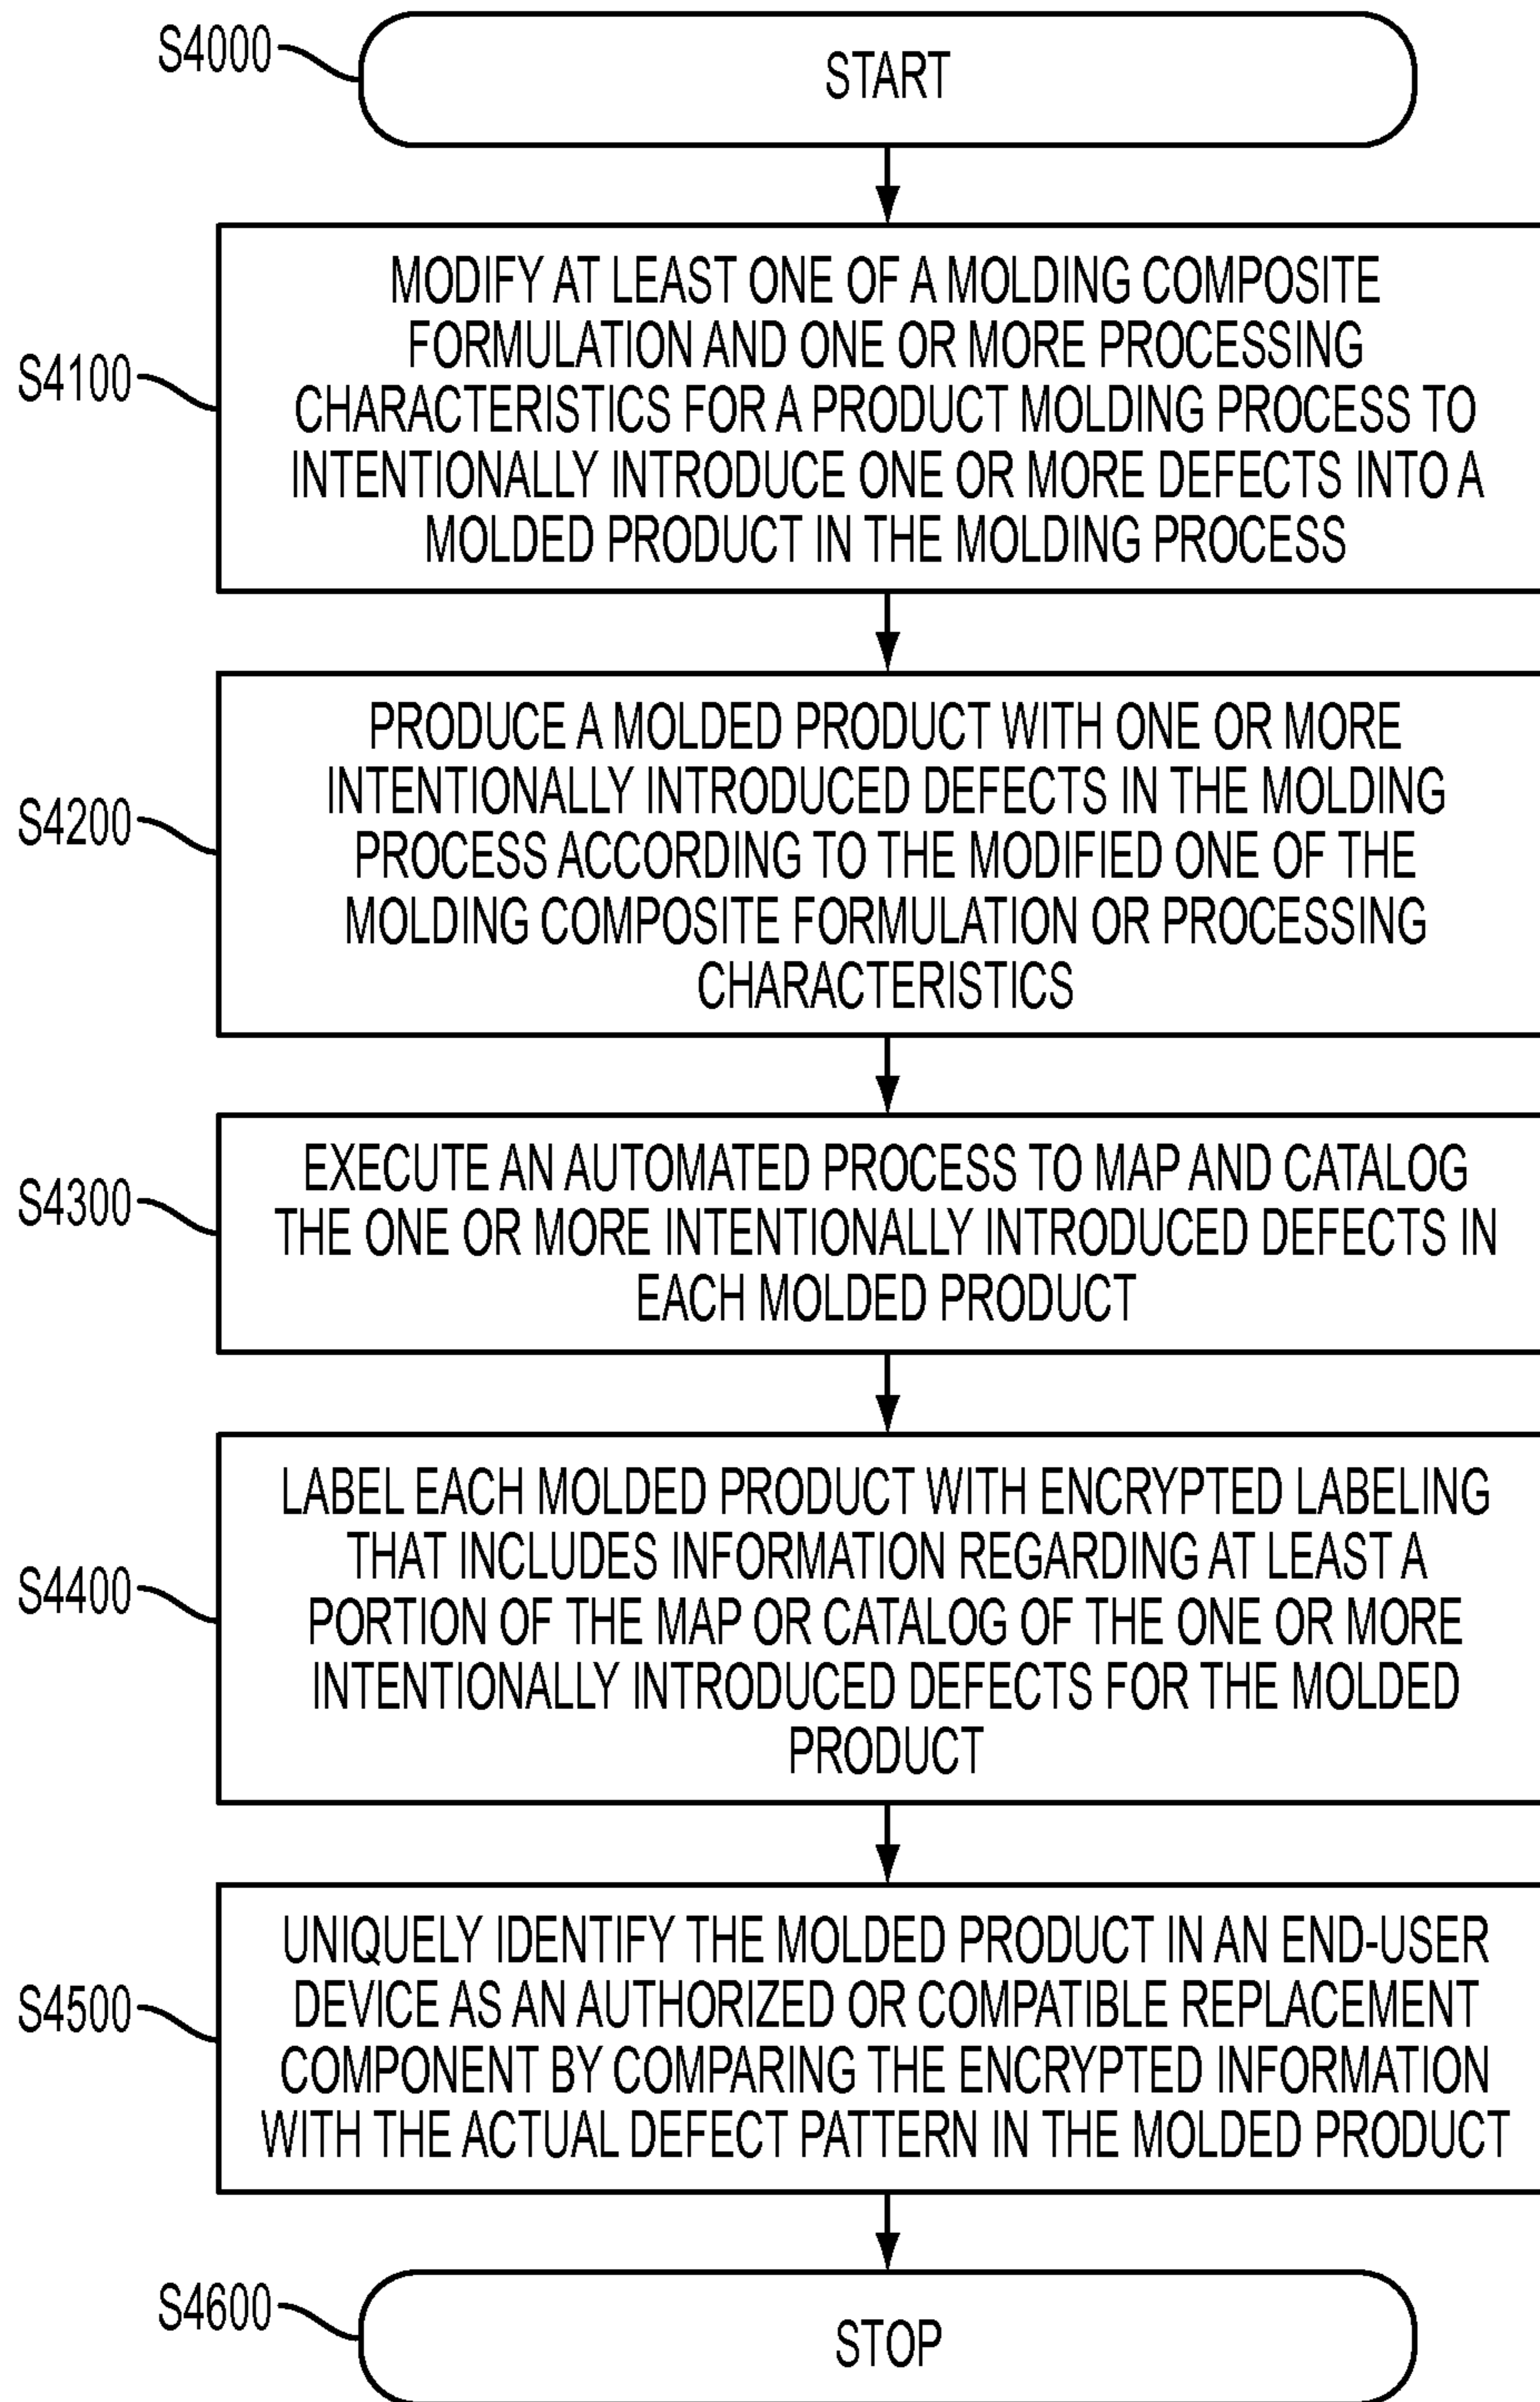 S4000
START
S4100
MODIFY AT LEAST ONE OF A MOLDING COMPOSITE
FORMULATION AND ONE OR MORE PROCESSING
CHARACTERISTICS FOR A PRODUCT MOLDING PROCESS TO
INTENTIONALLY INTRODUCE ONE OR MORE DEFECTS INTO A
MOLDED PRODUCT IN THE MOLDING PROCESS
S4200
PRODUCE A MOLDED PRODUCT WITH ONE OR MORE
INTENTIONALLY INTRODUCED DEFECTS IN THE MOLDING
PROCESS ACCORDING TO THE MODIFIED ONE OF THE
MOLDING COMPOSITE FORMULATION OR PROCESSING
CHARACTERISTICS
S4300
EXECUTE AN AUTOMATED PROCESS TO MAP AND CATALOG
THE ONE OR MORE INTENTIONALLY INTRODUCED DEFECTS IN
EACH MOLDED PRODUCT
S4400
LABEL EACH MOLDED PRODUCT WITH ENCRYPTED LABELING
THAT INCLUDES INFORMATION REGARDING AT LEAST A
PORTION OF THE MAP OR CATALOG OF THE ONE OR MORE
INTENTIONALLY INTRODUCED DEFECTS FOR THE MOLDED
PRODUCT
S4500
UNIQUELY IDENTIFY THE MOLDED PRODUCT IN AN END-USER
DEVICE AS AN AUTHORIZED OR COMPATIBLE REPLACEMENT
COMPONENT BY COMPARING THE ENCRYPTED INFORMATION
WITH THE ACTUAL DEFECT PATTERN IN THE MOLDED PRODUCT
S4600
STOP